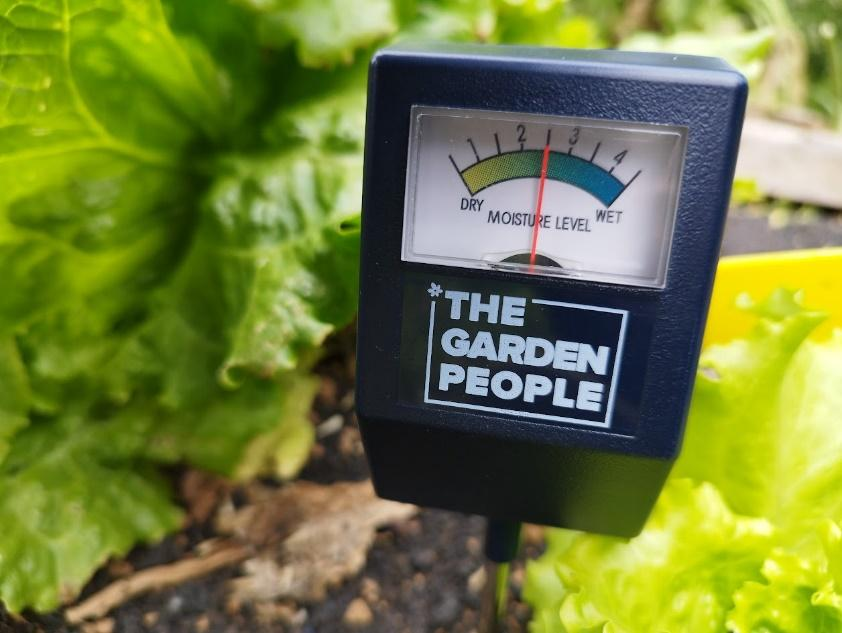 1 2 3 4
DRY MOISTURE LEVEL WET
THE
GARDEN
PEOPLE